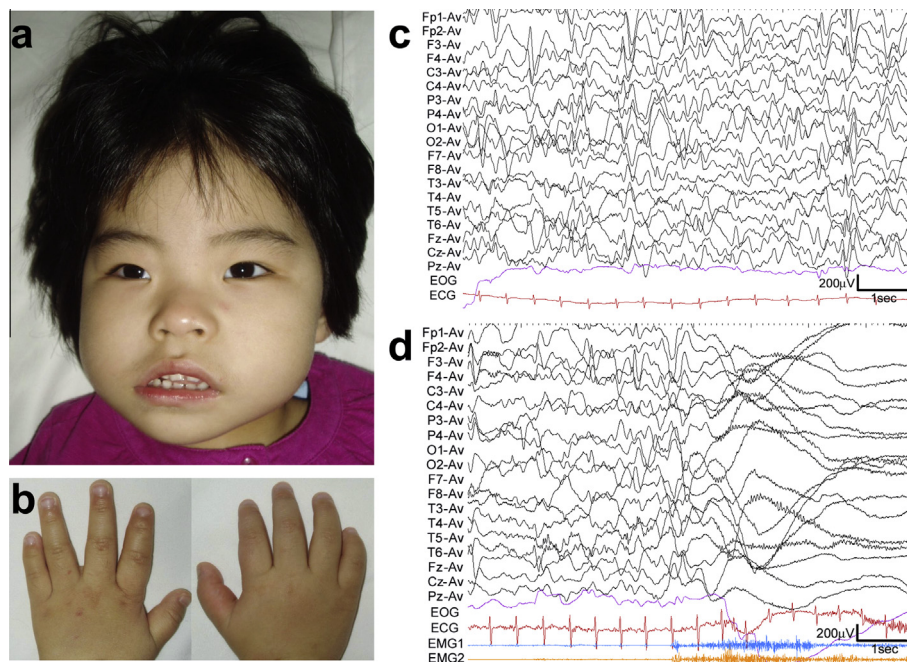 a
b
c
Fp1-Av
Fp2-Av
F3-Av
F4-Av
C3-Av
C4-Av
P3-Av
P4-Av
O1-Av
O2-Av
F7-Av
F8-Av
T3-Av
T4-Av
T5-Av
T6-Av
Fz-Av
Cz-Av
Pz-Av
EOG
ECG
200µV
1sec
d
Fp1-Av
Fp2-Av
F3-Av
F4-Av
C3-Av
C4-Av
P3-Av
P4-Av
O1-Av
O2-Av
F7-Av
F8-Av
T3-Av
T4-Av
T5-Av
T6-Av
Fz-Av
Cz-Av
Pz-Av
EOG
ECG
EMG1
EMG2
200µV
1sec